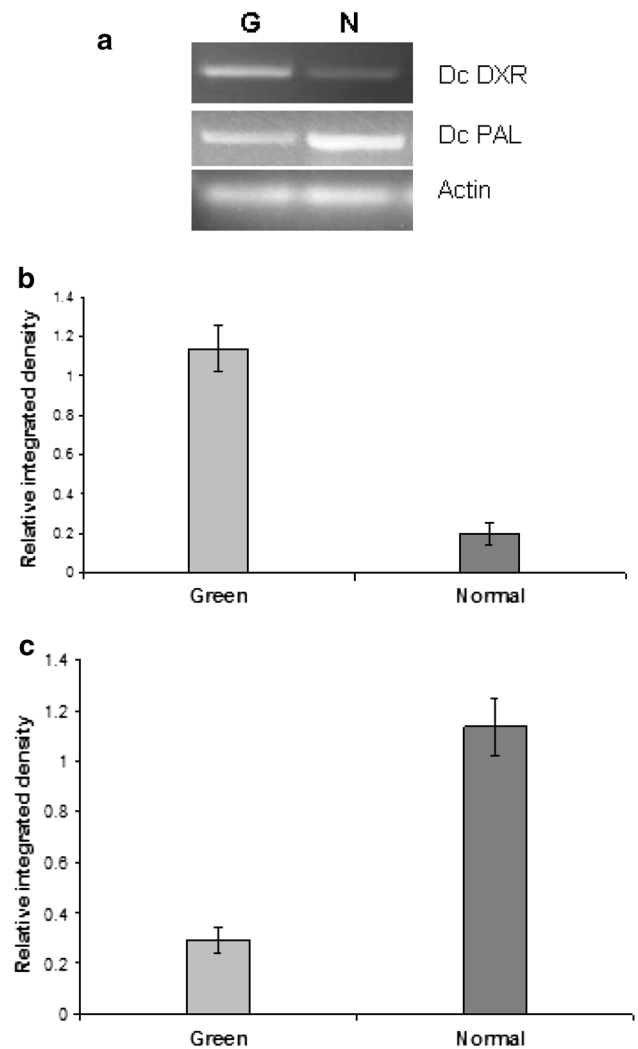 a
G N
Dc DXR
Dc PAL
Actin
b
Relative integrated density
1.4
1.2
1
0.8
0.6
0.4
0.2
0
Green Normal
c
Relative integrated density
1.4
1.2
1
0.8
0.6
0.4
0.2
0
Green Normal